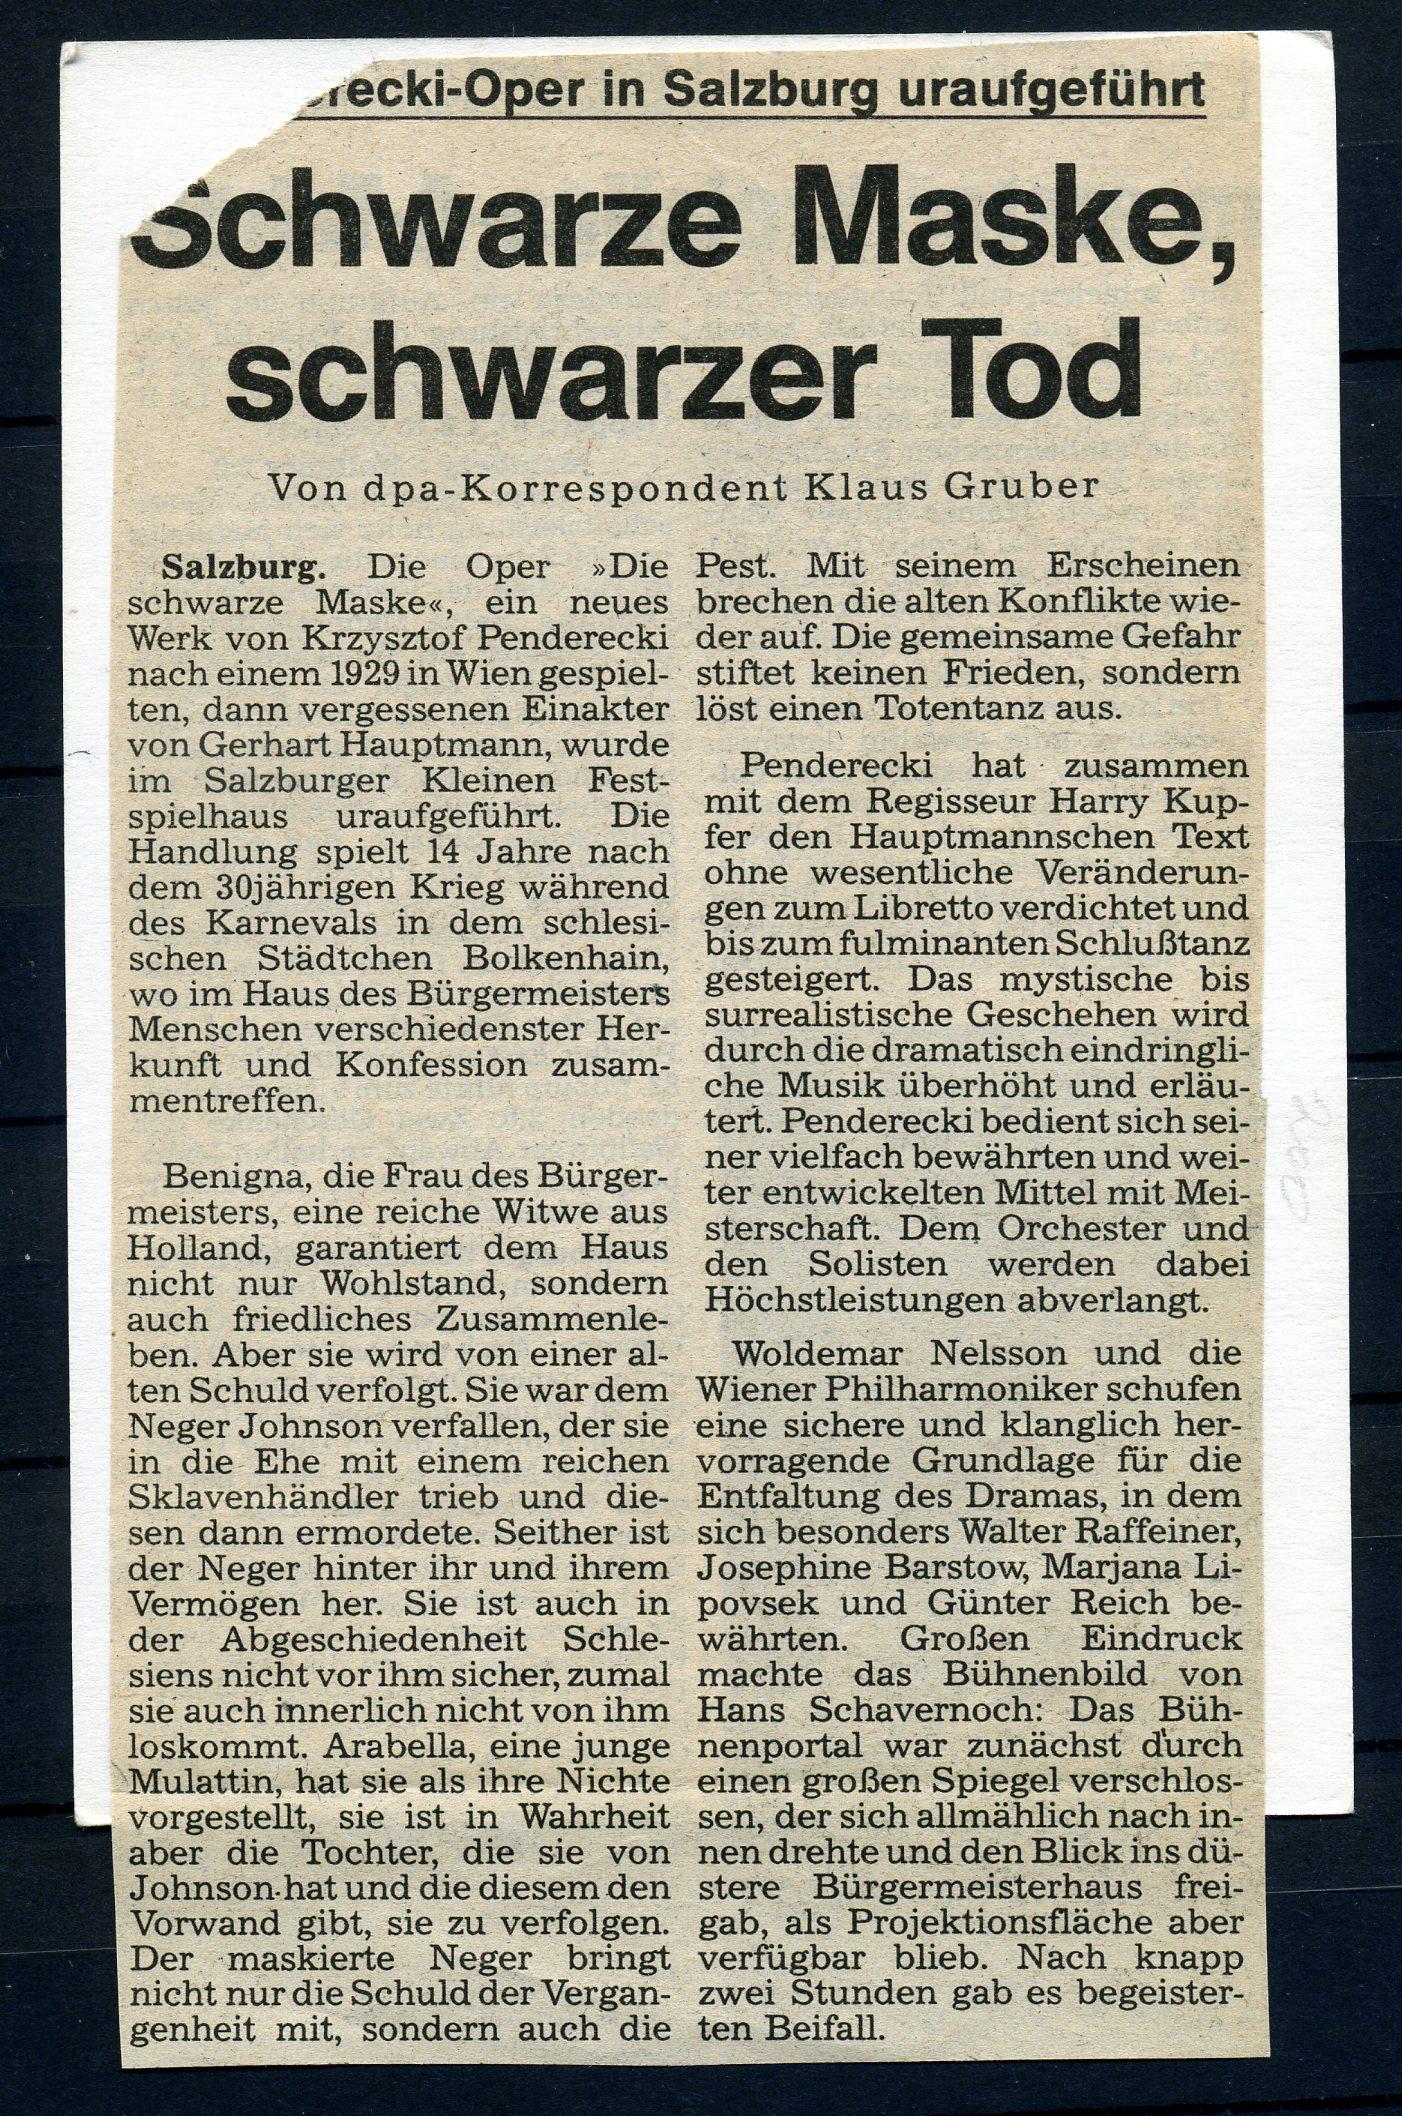 recki-Oper in Salzburg uraufgeführt
Schwarze Maske,
schwarzer Tod
Von dpa-Korrespondent Klaus Gruber
Salzburg. Die Oper »Die
schwarze Maske«, ein neues
Werk von Krzysztof Penderecki
nach einem 1929 in Wien gespiel-
ten, dann vergessenen Einakter
von Gerhart Hauptmann, wurde
im Salzburger Kleinen Fest-
spielhaus uraufgeführt. Die
Handlung spielt 14 Jahre nach
dem 30jährigen Krieg während
des Karnevals in dem schlesi-
schen Städtchen Bolkenhain,
wo im Haus des Bürgermeisters
Menschen verschiedenster Her-
kunft und Konfession zusam-
mentreffen.
Benigna, die Frau des Bürger-
meisters, eine reiche Witwe aus
Holland, garantiert dem Haus
nicht nur Wohlstand, sondern
auch friedliches Zusammenle-
ben. Aber sie wird von einer al-
ten Schuld verfolgt. Sie war dem
Neger Johnson verfallen, der sie
in die Ehe mit einem reichen
Sklavenhändler trieb und die-
sen dann ermordete. Seither ist
der Neger hinter ihr und ihrem
Vermögen her. Sie ist auch in
der Abgeschiedenheit Schle-
siens nicht vor ihm sicher, zumal
sie auch innerlich nicht von ihm
loskommt. Arabella, eine junge
Mulattin, hat sie als ihre Nichte
vorgestellt, sie ist in Wahrheit
aber die Tochter, die sie von
Johnson hat und die diesem den
Vorwand gibt, sie zu verfolgen.
Der maskierte Neger bringt
nicht nur die Schuld der Vergan-
genheit mit, sondern auch die
Pest. Mit seinem Erscheinen
brechen die alten Konflikte wie-
der auf. Die gemeinsame Gefahr
stiftet keinen Frieden, sondern
löst einen Totentanz aus.
Penderecki hat zusammen
mit dem Regisseur Harry Kup-
fer den Hauptmannschen Text
ohne wesentliche Veränderun-
gen zum Libretto verdichtet und
bis zum fulminanten Schlußtanz
gesteigert. Das mystische bis
surrealistische Geschehen wird
durch die dramatisch eindringli-
che Musik überhöht und erläu-
tert. Penderecki bedient sich sei-
ner vielfach bewährten und wei-
ter entwickelten Mittel mit Mei-
sterschaft. Dem Orchester und
den Solisten werden dabei
Höchstleistungen abverlangt.
Woldemar Nelsson und die
Wiener Philharmoniker schufen
eine sichere und klanglich her-
vorragende Grundlage für die
Entfaltung des Dramas, in dem
sich besonders Walter Raffeiner,
Josephine Barstow, Marjana Li-
povsek und Günter Reich be-
währten. Großen Eindruck
machte das Bühnenbild von
Hans Schavernoch: Das Büh-
nenportal war zunächst durch
einen großen Spiegel verschlos-
sen, der sich allmählich nach in-
nen drehte und den Blick ins dü-
stere Bürgermeisterhaus frei-
gab, als Projektionsfläche aber
verfügbar blieb. Nach knapp
zwei Stunden gab es begeister-
ten Beifall.